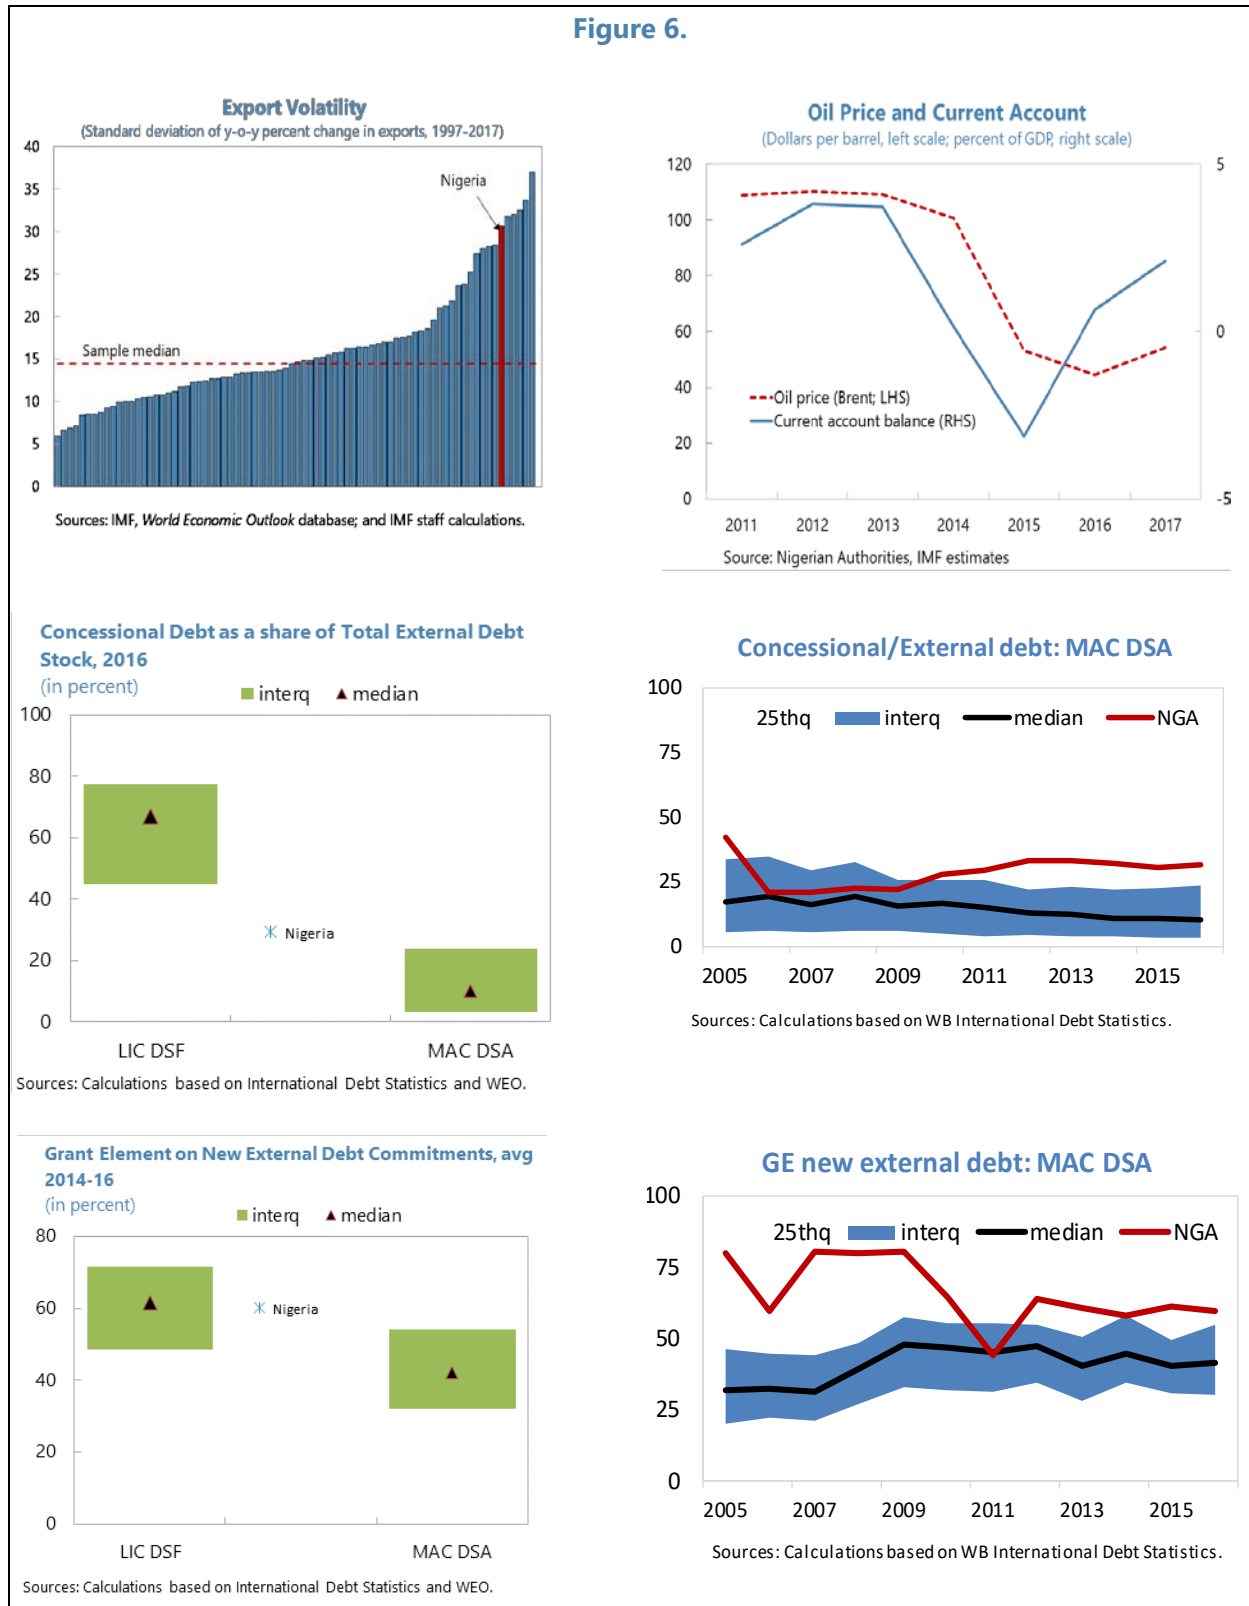 Figure 6.
Export Volatility
(Standard deviation of y-o-y percent change in exports, 1997-2017)
40
35
30
25
20
15
10
5
0
Nigeria
Sample median
Sources: IMF, World Economic Outlook database; and IMF staff calculations.
Oil Price and Current Account
(Dollars per barrel, left scale; percent of GDP, right scale)
120
100
80
60
40
20
0
5
0
-5
Oil price (Brent; LHS)
Current account balance (RHS)
2011 2012 2013 2014 2015 2016 2017
Source: Nigerian Authorities, IMF estimates
Concessional Debt as a share of Total External Debt
Stock, 2016
(in percent)
interq median
100
80
60
40
20
0
Nigeria
LIC DSF MAC DSA
Sources: Calculations based on International Debt Statistics and WEO.
Concessional/External debt: MAC DSA
100
75
50
25
0
25thq interq median NGA
2005 2007 2009 2011 2013 2015
Sources: Calculations based on WB International Debt Statistics.
Grant Element on New External Debt Commitments, avg
2014-16
(in percent)
interq median
80
60
40
20
0
Nigeria
LIC DSF MAC DSA
Sources: Calculations based on International Debt Statistics and WEO.
GE new external debt: MAC DSA
100
75
50
25
0
25thq interq median NGA
2005 2007 2009 2011 2013 2015
Sources: Calculations based on WB International Debt Statistics.